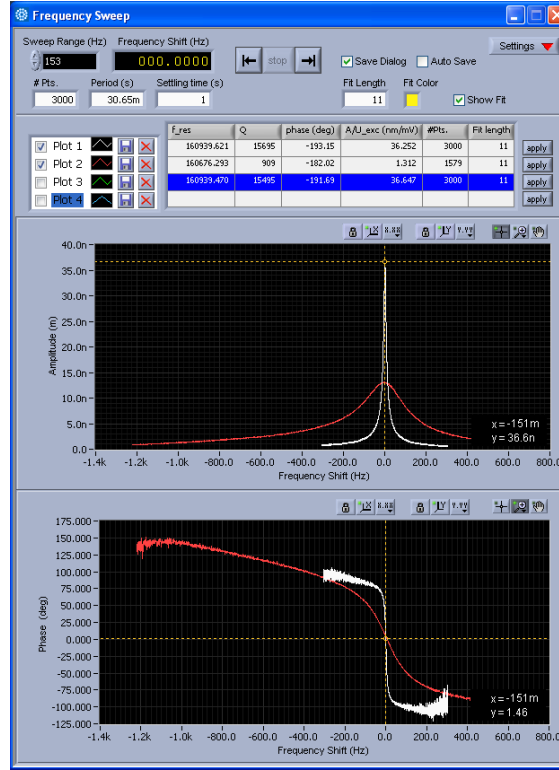 Frequency Sweep
Sweep Range (Hz) Frequency Shift (Hz)
153 000.0000 stop Save Dialog Auto Save Settings
# Pts. Period (s) Settling time (s) Fit Length Fit Color
3000 30.65m 1 11 Show Fit
f_res Q phase (deg) A/U_exc (nm/mV) #Pts. Fit length
Plot 1 160939.621 15695 -193.15 36.252 3000 11 apply
Plot 2 160676.293 909 -182.02 1.312 1579 11 apply
Plot 3 160939.470 15495 -191.69 36.647 3000 11 apply
Plot 4 apply
X X.XX Y Y.YY
40.0n
35.0n
30.0n
25.0n
20.0n
15.0n
10.0n
5.0n
0.0
Amplitude (m)
x=-151m
y=36.6n
-1.4k -1.2k -1.0k -800.0 -600.0 -400.0 -200.0 0.0 200.0 400.0 600.0 800.0
Frequency Shift (Hz)
X X.XX Y Y.YY
175.000
150.000
125.000
100.000
75.000
50.000
25.000
0.000
-25.000
-50.000
-75.000
-100.000
-125.000
Phase (deg)
x=-151m
y=1.46
-1.4k -1.2k -1.0k -800.0 -600.0 -400.0 -200.0 0.0 200.0 400.0 600.0 800.0
Frequency Shift (Hz)